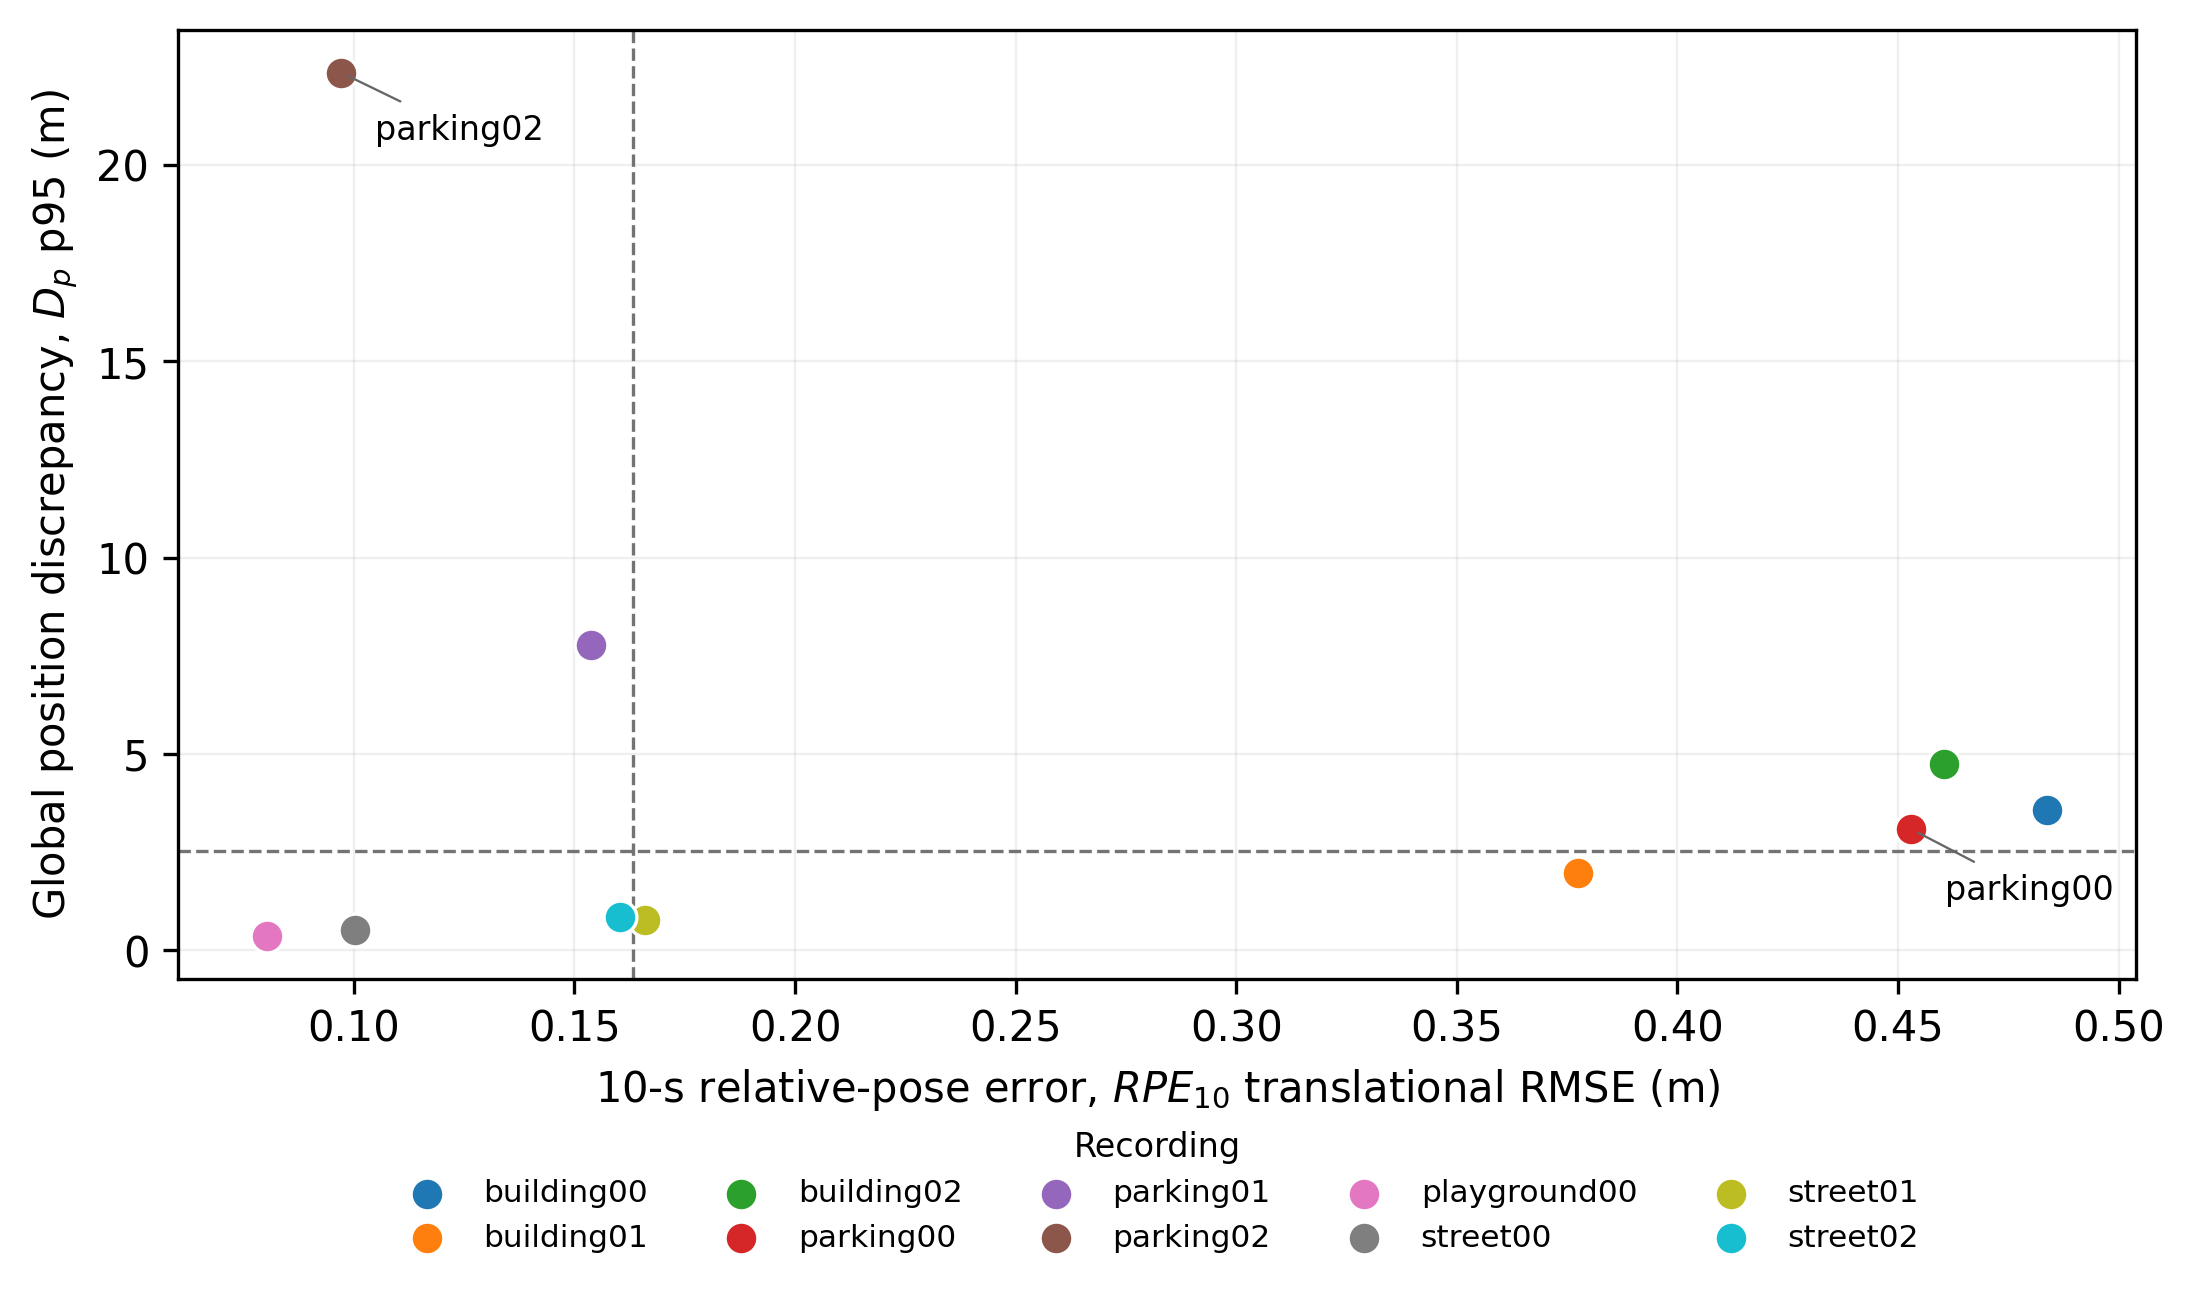 Global position discrepancy, Dₚ p95 (m)
20
15
10
5
0
parking02
parking00
0.10 0.15 0.20 0.25 0.30 0.35 0.40 0.45 0.50
10-s relative-pose error, RPE₁₀ translational RMSE (m)
Recording
building00 building02 parking01 playground00 street01
building01 parking00 parking02 street00 street02